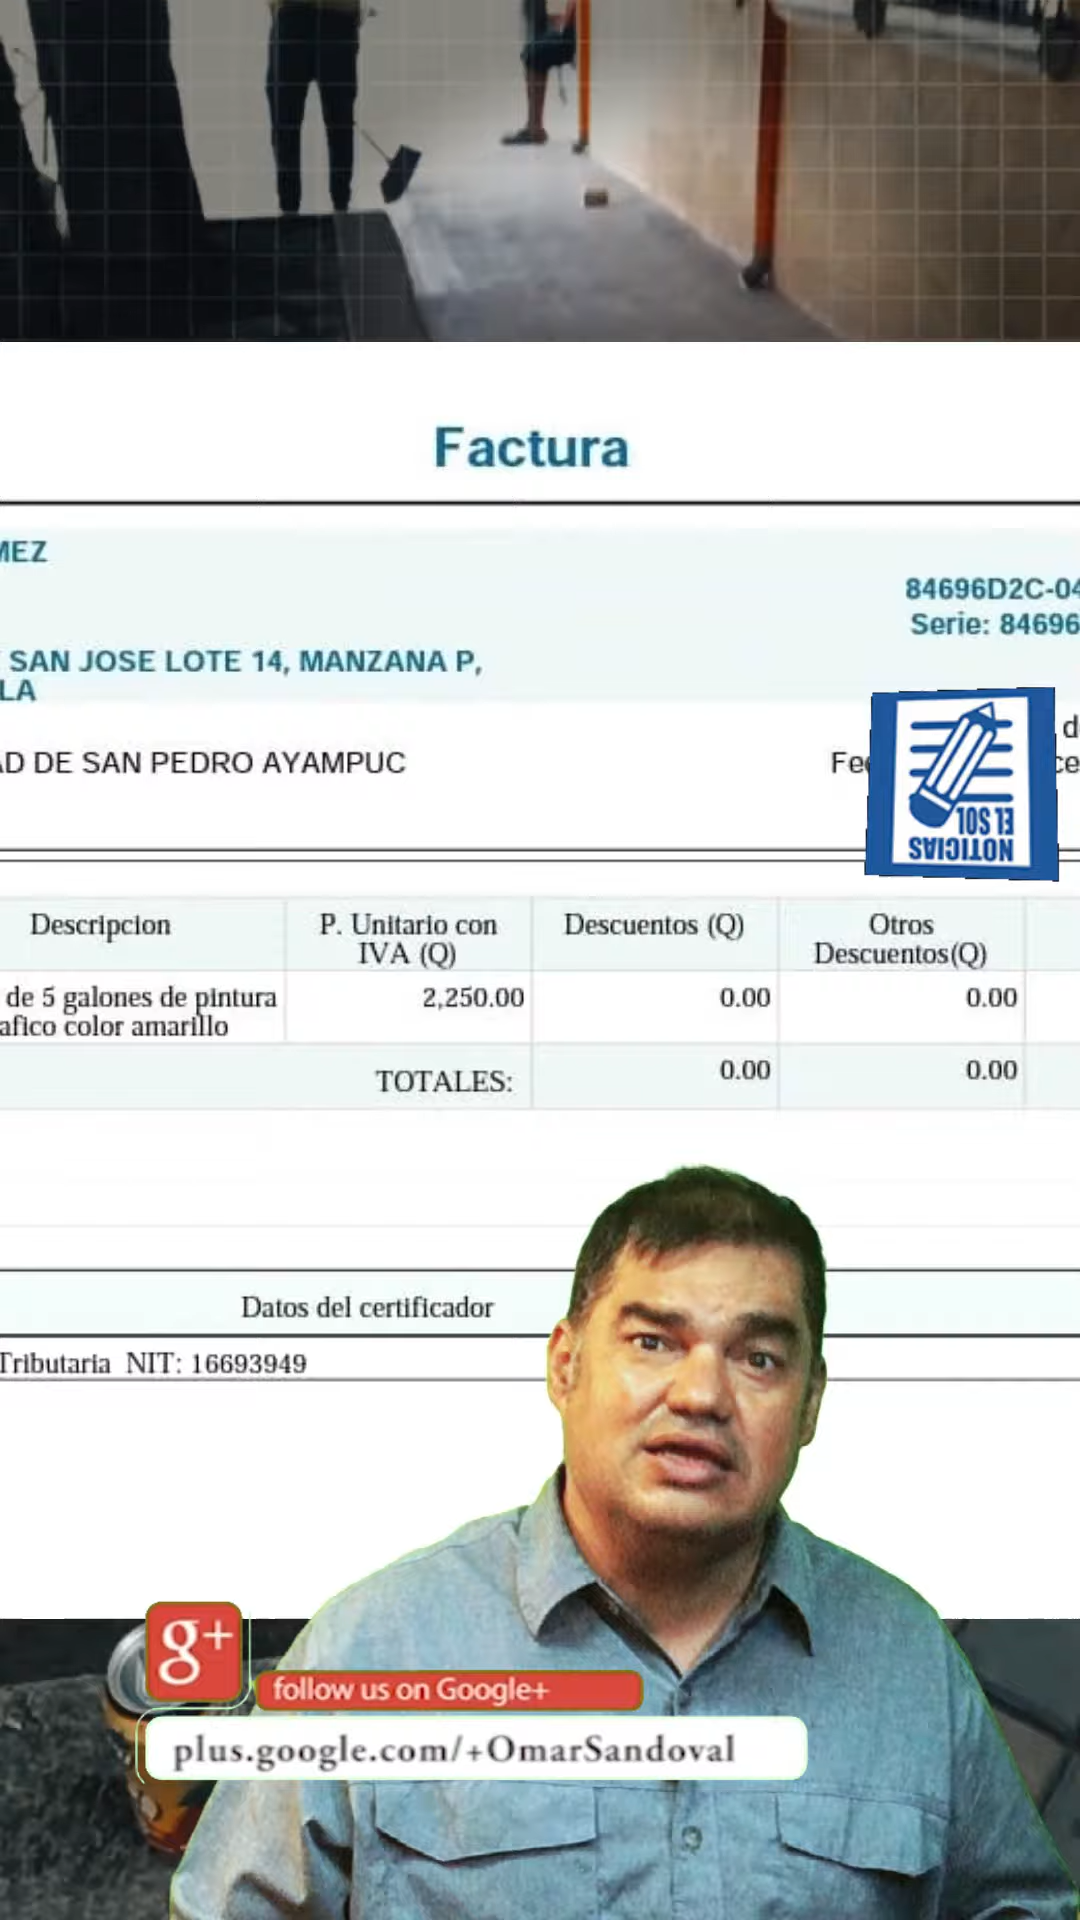 Factura
MEZ
84696D2C-04
Serie: 84696
SAN JOSE LOTE 14, MANZANA P,
LA
AD DE SAN PEDRO AYAMPUC
Fe
d
ce
NOTICIAS
EL SOL
Descripcion
P. Unitario con
IVA (Q)
Descuentos (Q)
Otros
Descuentos(Q)
de 5 galones de pintura
afico color amarillo
2,250.00
0.00
0.00
TOTALES:
0.00
0.00
Datos del certificador
Tributaria NIT: 16693949
g+
follow us on Google+
plus.google.com/+OmarSandoval